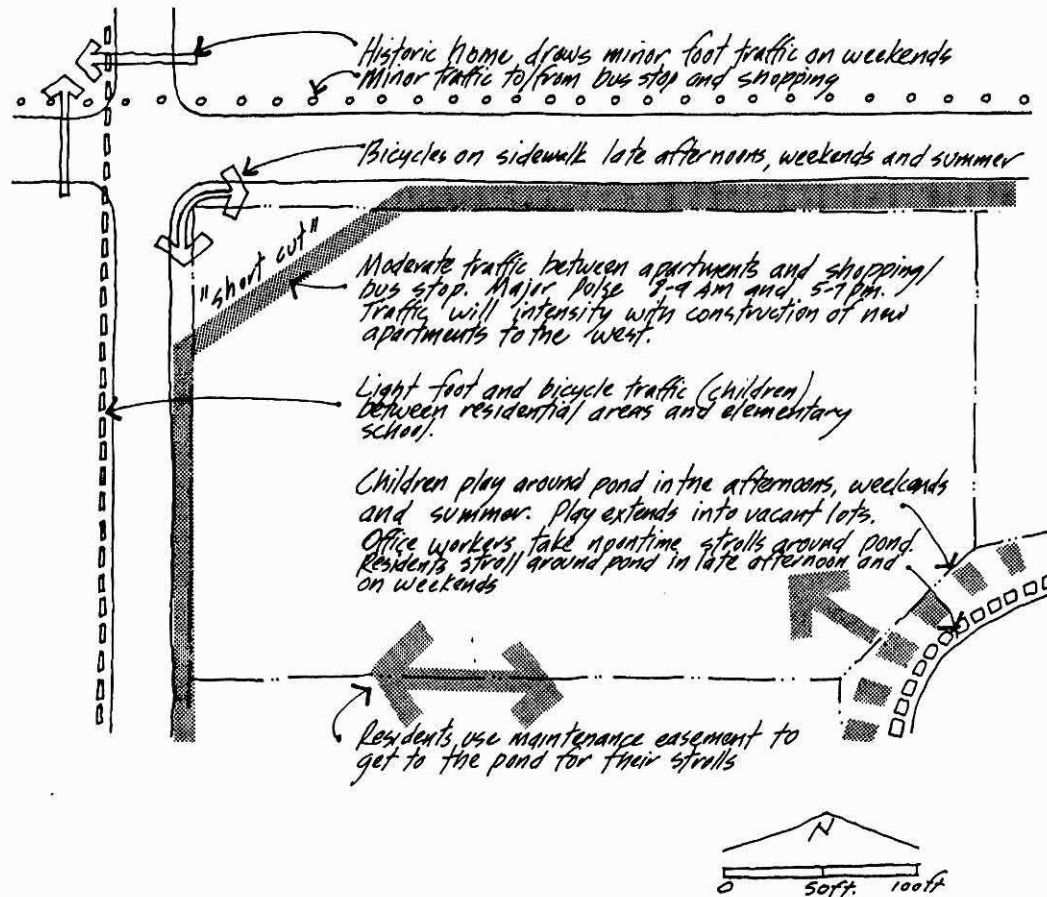 Historic home draws minor foot traffic on weekends
Minor traffic to/from bus stop and shopping
Bicycles on sidewalk late afternoons, weekends and summer
"short cut"
Moderate traffic between apartments and shopping/
bus stop. Major pulse 8-9 AM and 5-7pm.
Traffic will intensity with construction of new
apartments to the west.
Light foot and bicycle traffic (children)
between residential areas and elementary
school.
Children play around pond in the afternoons, weekends
and summer. Play extends into vacant lots.
Office workers take noontime strolls around pond.
Residents stroll around pond in late afternoon and
on weekends
Residents use maintenance easement to
get to the pond for their strolls
N
0 50ft. 100ft